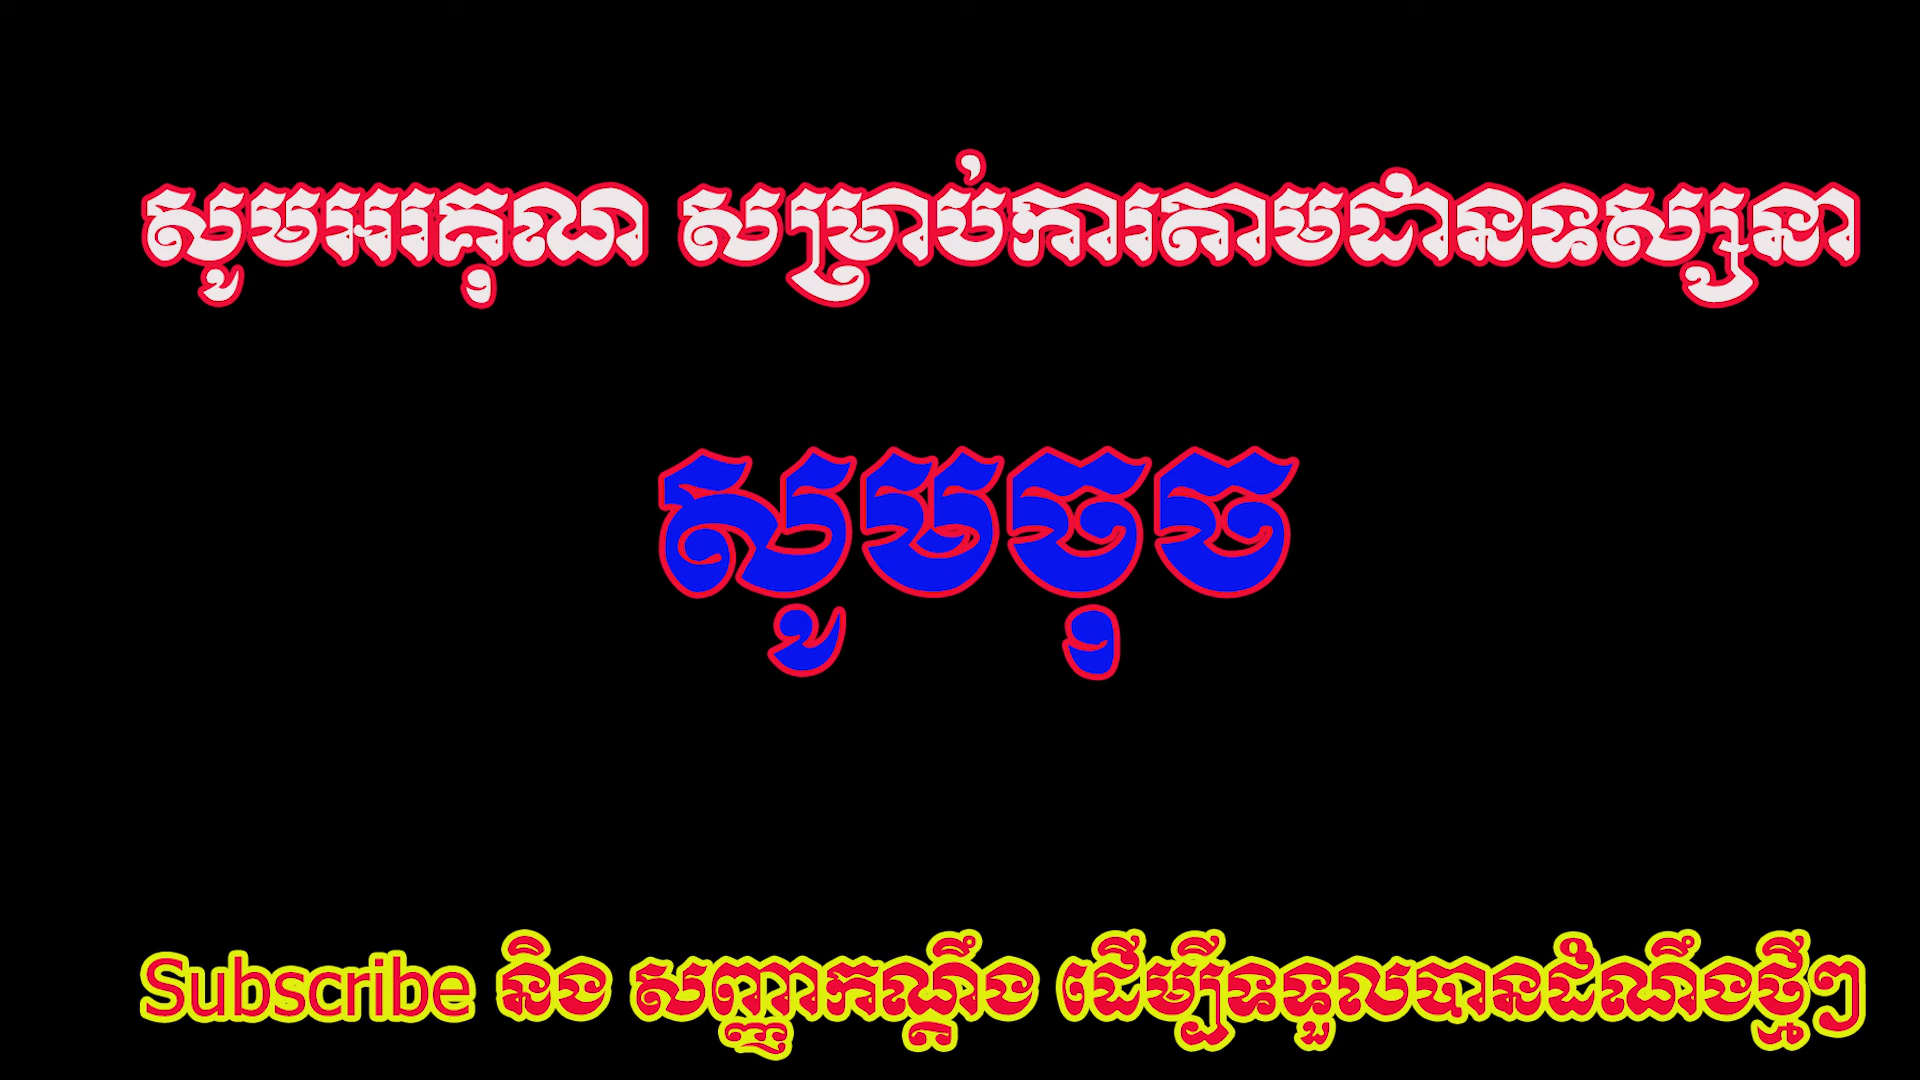 សូមអរគុណ សម្រាប់ការតាមដានទស្សនា
សូមចុច
Subscribe និង សញ្ញាកណ្ដឹង ដើម្បីទទួលបានដំណឹងថ្មីៗ